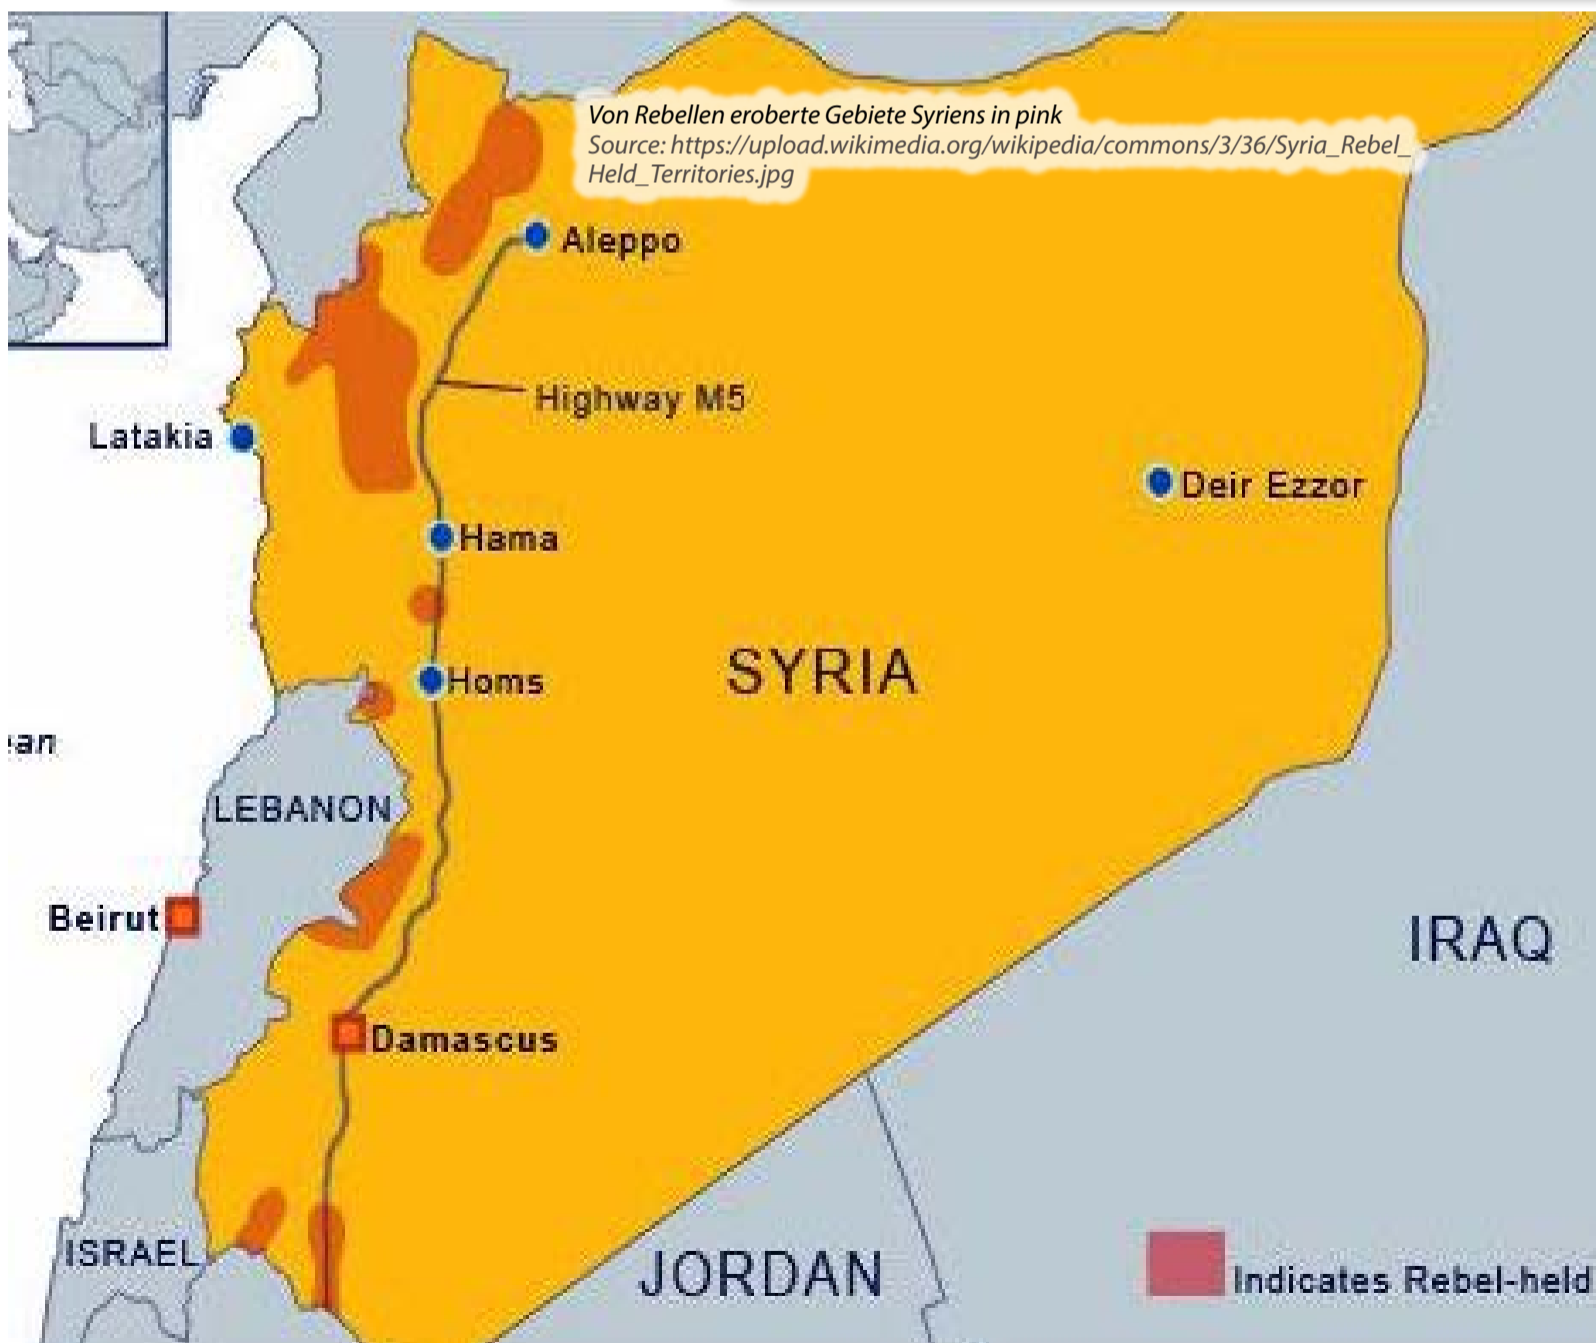 Von Rebellen eroberte Gebiete Syriens in pink
Source: https://upload.wikimedia.org/wikipedia/commons/3/36/Syria_Rebel_
Held_Territories.jpg
Aleppo
Highway M5
Latakia
Deir Ezzor
Hama
SYRIA
Homs
an
LEBANON
Beirut
IRAQ
Damascus
ISRAEL
JORDAN
Indicates Rebel-held